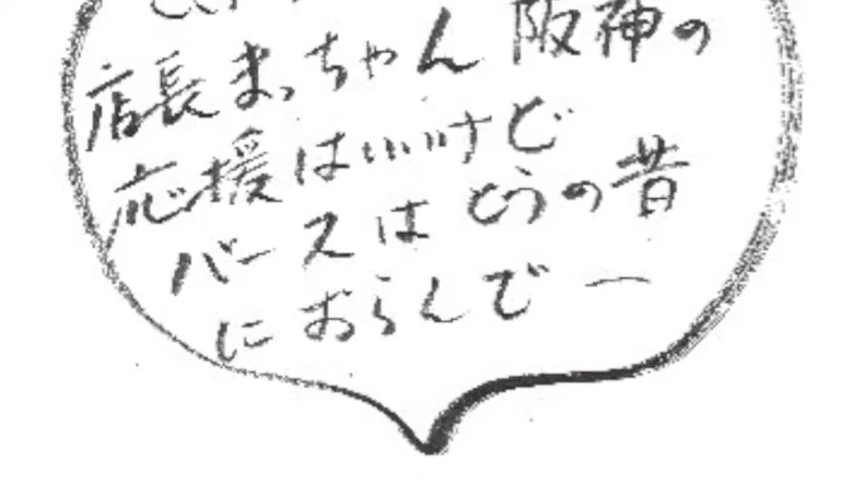 店長まっちゃん 阪神の
応援はいいけど
バースはとうの昔
におらんでー